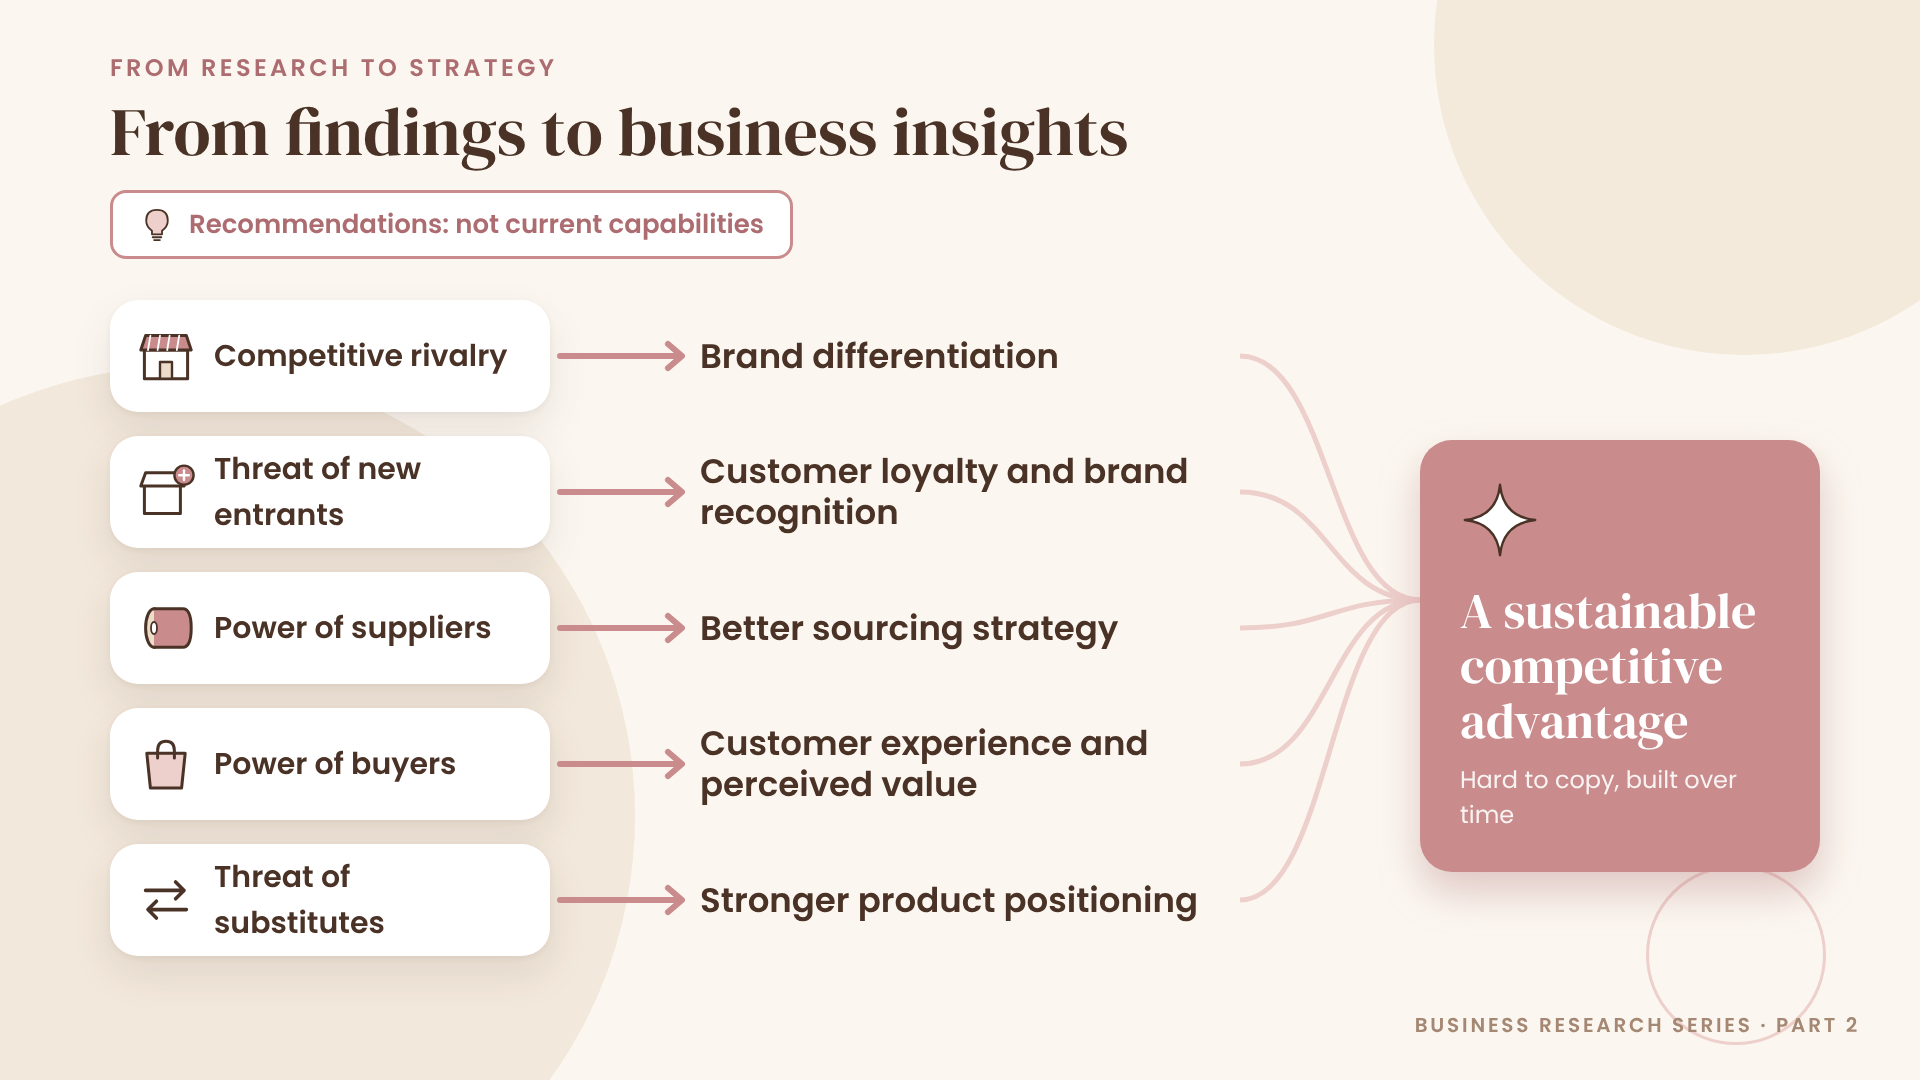 FROM RESEARCH TO STRATEGY
From findings to business insights
Recommendations: not current capabilities
Competitive rivalry
Brand differentiation
Threat of new
entrants
Customer loyalty and brand
recognition
Power of suppliers
Better sourcing strategy
Power of buyers
Customer experience and
perceived value
Threat of
substitutes
Stronger product positioning
A sustainable
competitive
advantage
Hard to copy, built over
time
BUSINESS RESEARCH SERIES · PART 2